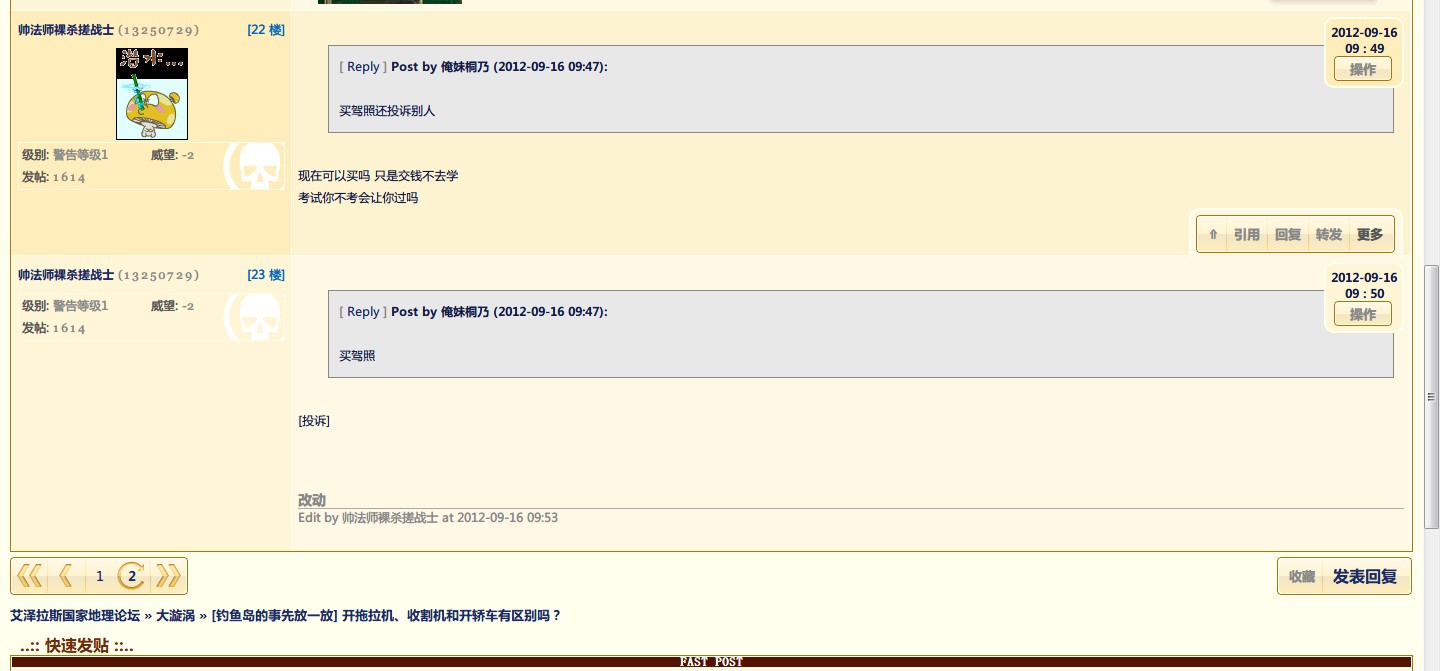 帅法师裸杀搓战士 (13250729) [22 楼]
潜水...
级别: 警告等级1 威望: -2
发帖: 1614
[ Reply ] Post by 俺妹桐乃 (2012-09-16 09:47):
买驾照还投诉别人
2012-09-16
09 : 49
操作
现在可以买吗 只是交钱不去学
考试你不考会让你过吗
⇑ 引用 回复 转发 更多
帅法师裸杀搓战士 (13250729) [23 楼]
级别: 警告等级1 威望: -2
发帖: 1614
[ Reply ] Post by 俺妹桐乃 (2012-09-16 09:47):
买驾照
2012-09-16
09 : 50
操作
[投诉]
改动
Edit by 帅法师裸杀搓战士 at 2012-09-16 09:53
1 2
收藏 发表回复
艾泽拉斯国家地理论坛 » 大漩涡 » [钓鱼岛的事先放一放] 开拖拉机、收割机和开轿车有区别吗？
..:: 快速发贴 ::..
FAST POST